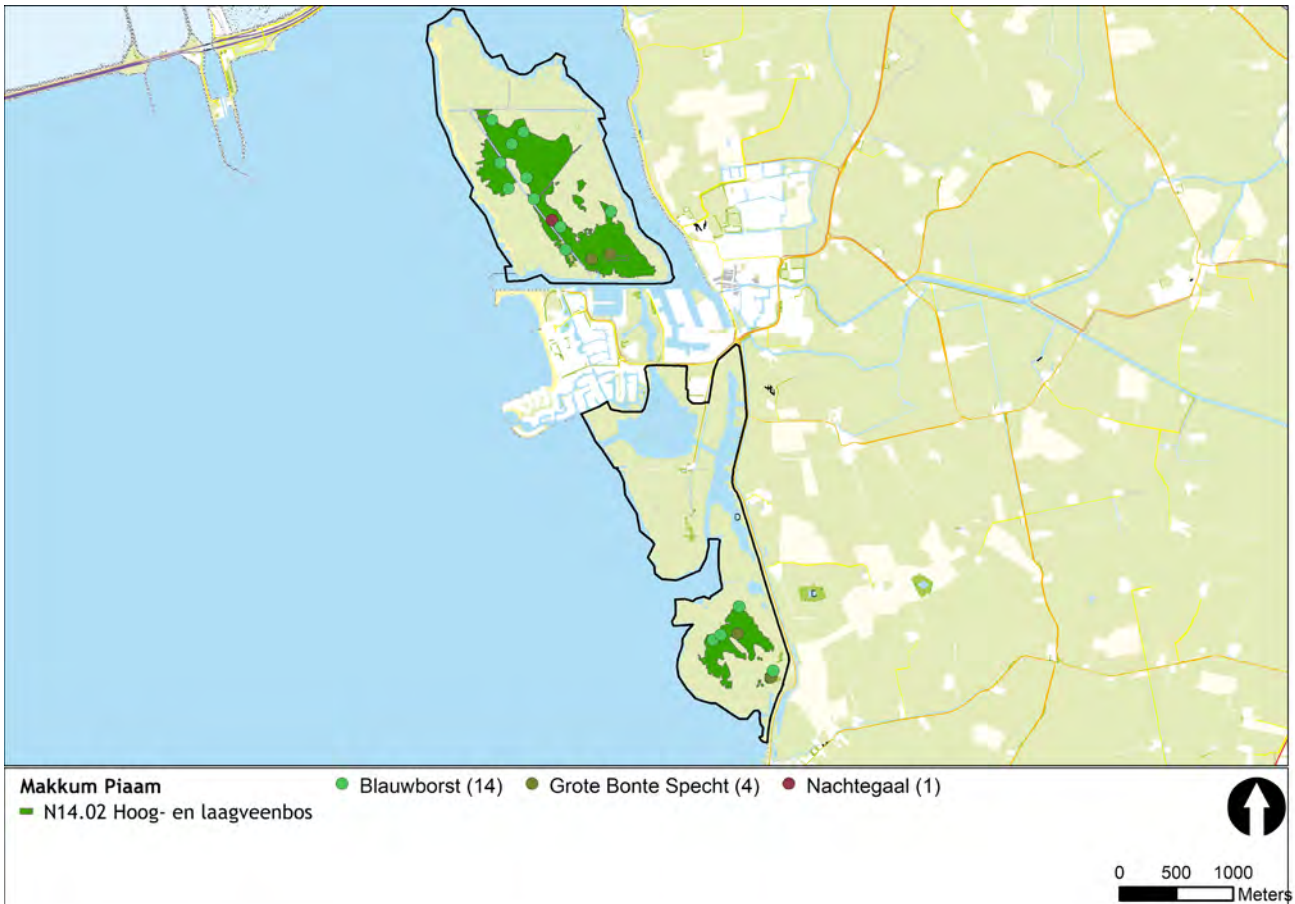 Makkum Piaam
N14.02 Hoog- en laagveenbos
Blauwborst (14)
Grote Bonte Specht (4)
Nachtegaal (1)
0 500 1000
Meters